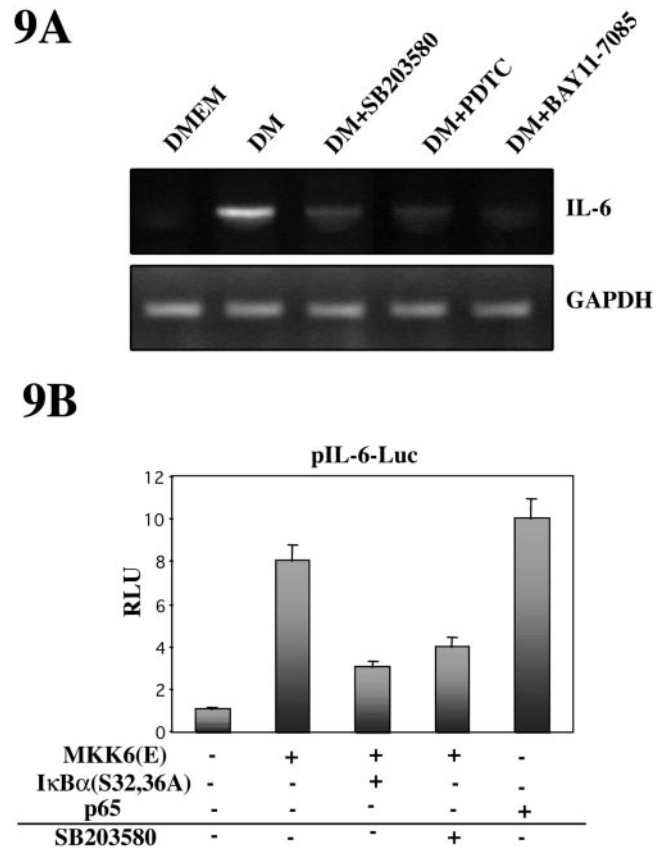 9A
DMEM DM DM+SB203580 DM+PDTC DM+BAY11-7085
IL-6
GAPDH
9B
pIL-6-Luc
12
10
8
6
4
2
0
RLU
MKK6(E) - + + + -
IκBα(S32,36A) - - + - -
p65 - - - - +
SB203580 - - - + -